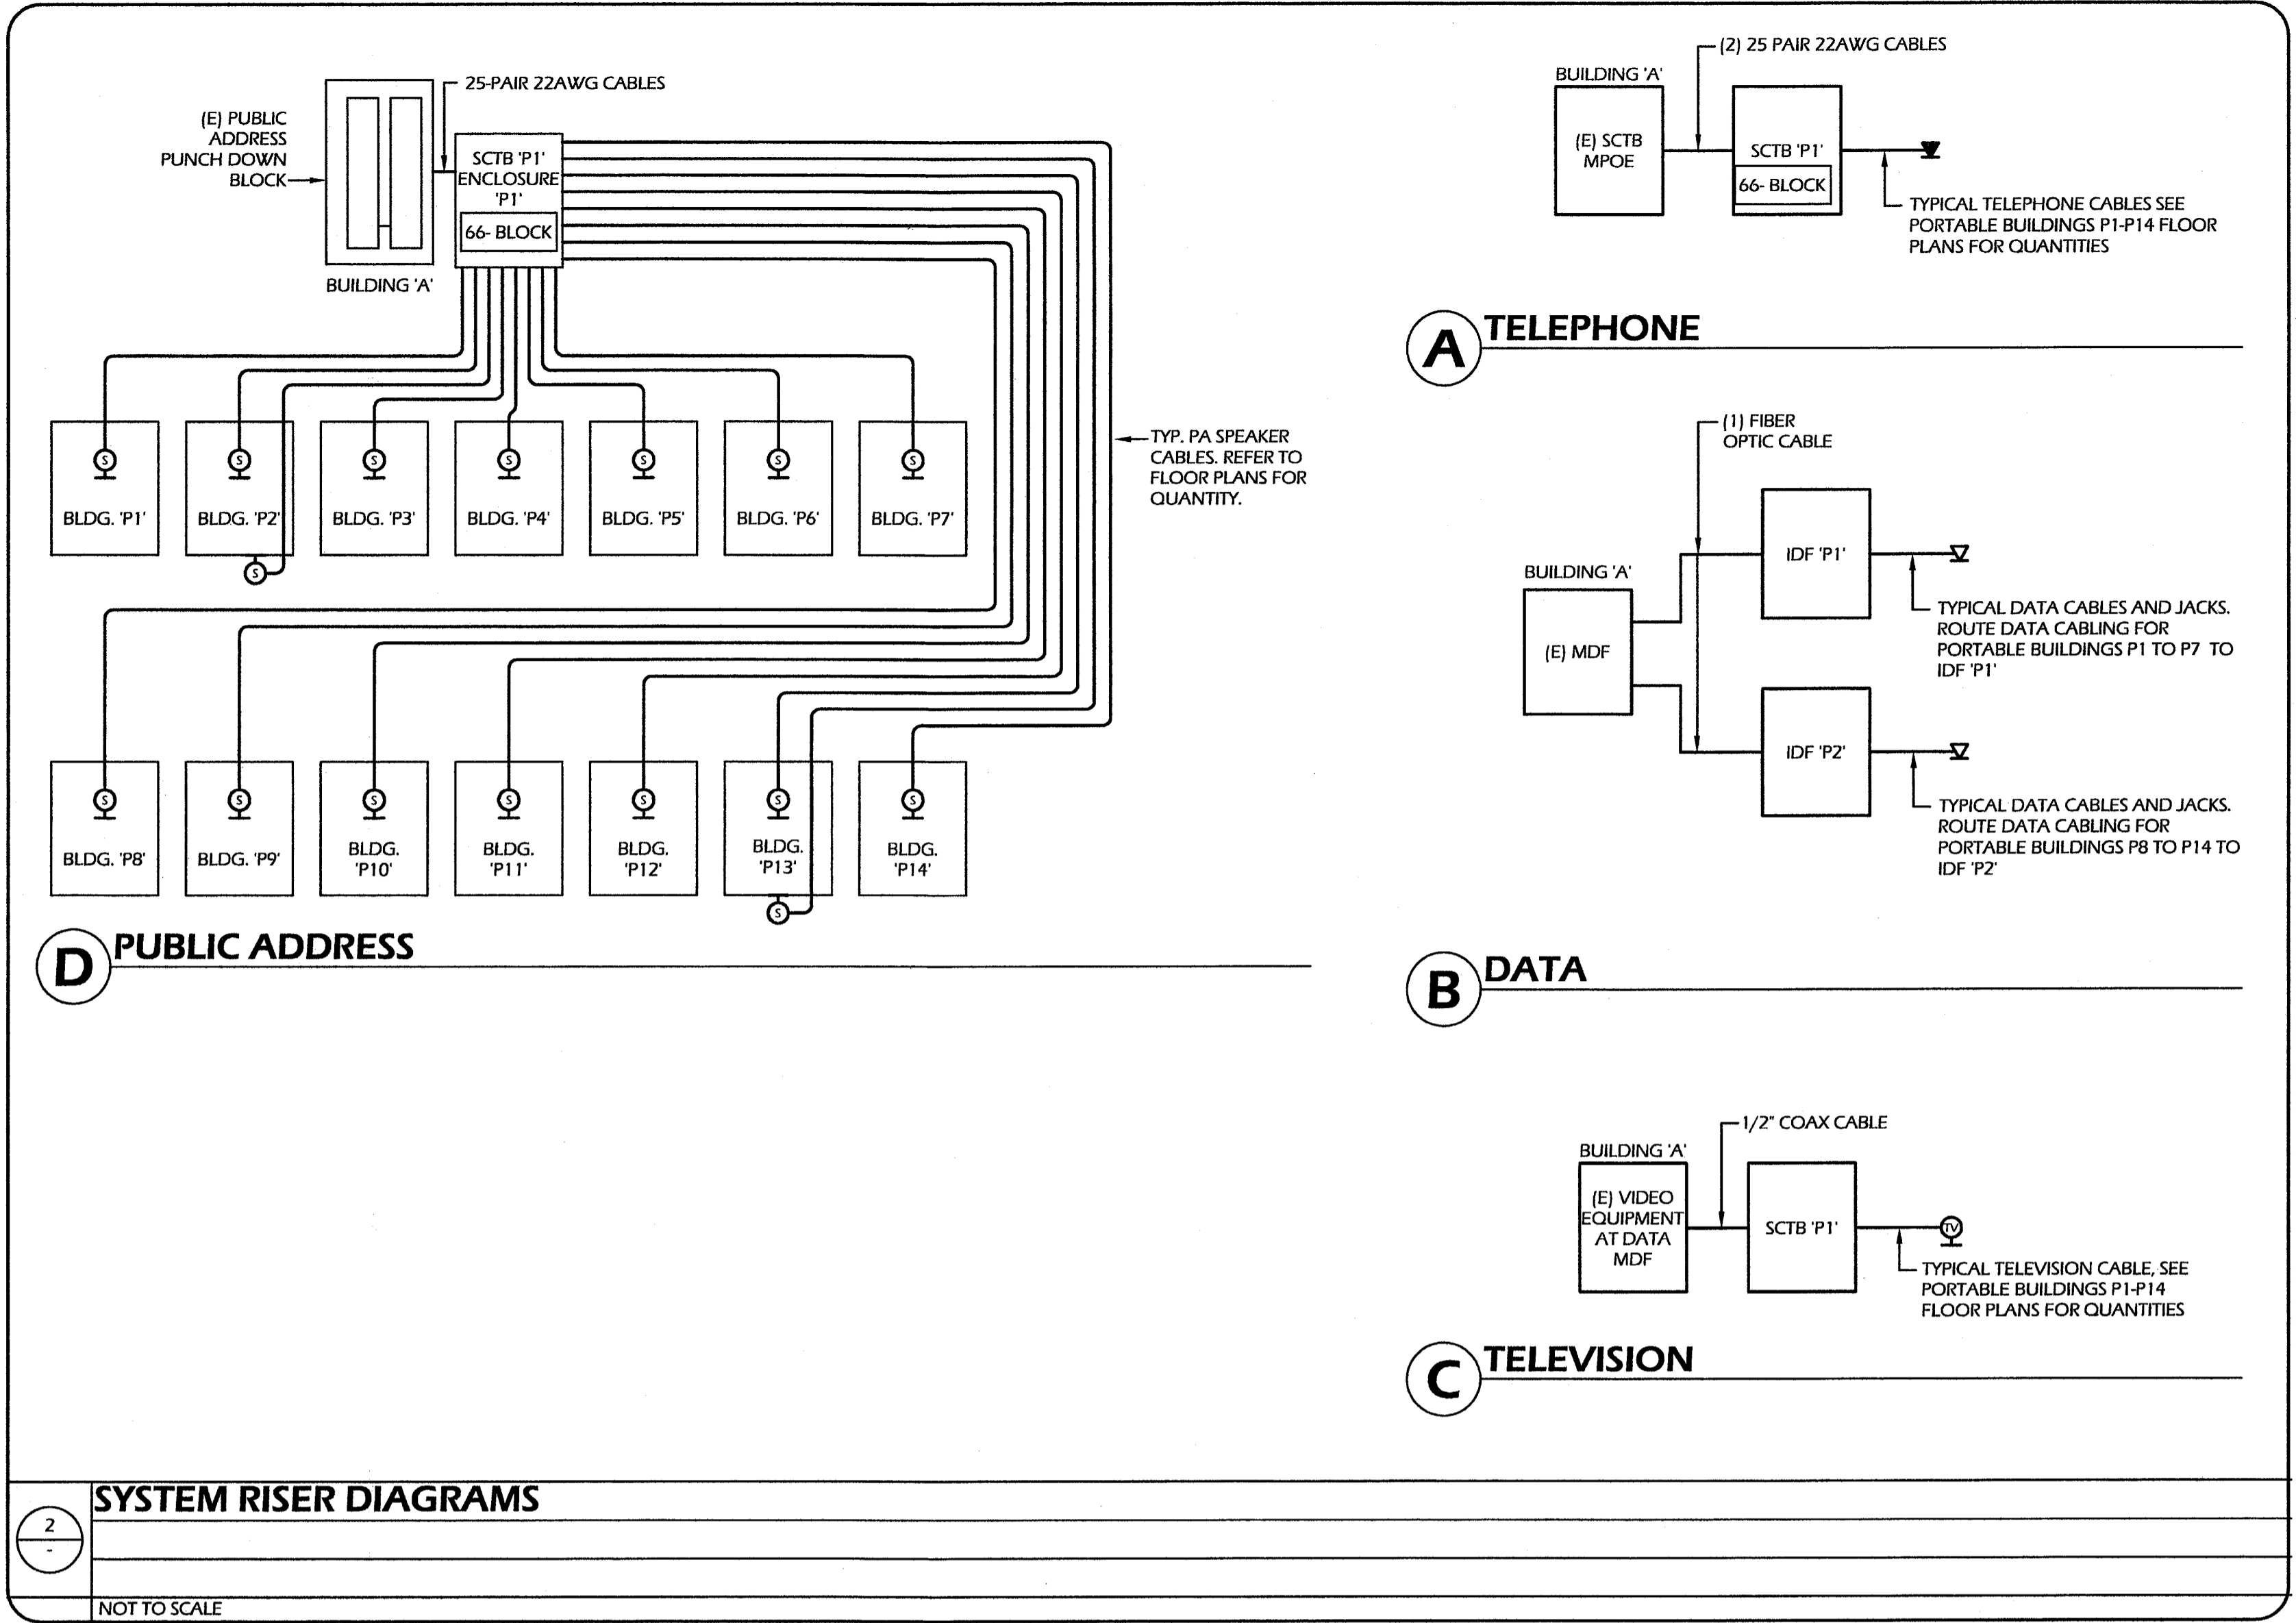 25-PAIR 22AWG CABLES
(E) PUBLIC
ADDRESS
PUNCH DOWN
BLOCK
BUILDING 'A'
SCTB 'P1'
ENCLOSURE
'P1'
66- BLOCK
TYP. PA SPEAKER
CABLES. REFER TO
FLOOR PLANS FOR
QUANTITY.
S
S
S
S
S
S
S
BLDG. 'P1'
BLDG. 'P2'
BLDG. 'P3'
BLDG. 'P4'
BLDG. 'P5'
BLDG. 'P6'
BLDG. 'P7'
S
S
S
S
S
S
S
S
BLDG. 'P8'
BLDG. 'P9'
BLDG.
'P10'
BLDG.
'P11'
BLDG.
'P12'
BLDG.
'P13'
BLDG.
'P14'
S
D
PUBLIC ADDRESS
(2) 25 PAIR 22AWG CABLES
BUILDING 'A'
(E) SCTB
MPOE
SCTB 'P1'
66- BLOCK
TYPICAL TELEPHONE CABLES SEE
PORTABLE BUILDINGS P1-P14 FLOOR
PLANS FOR QUANTITIES
A
TELEPHONE
(1) FIBER
OPTIC CABLE
BUILDING 'A'
(E) MDF
IDF 'P1'
TYPICAL DATA CABLES AND JACKS.
ROUTE DATA CABLING FOR
PORTABLE BUILDINGS P1 TO P7 TO
IDF 'P1'
IDF 'P2'
TYPICAL DATA CABLES AND JACKS.
ROUTE DATA CABLING FOR
PORTABLE BUILDINGS P8 TO P14 TO
IDF 'P2'
B
DATA
1/2" COAX CABLE
BUILDING 'A'
(E) VIDEO
EQUIPMENT
AT DATA
MDF
SCTB 'P1'
TV
TYPICAL TELEVISION CABLE, SEE
PORTABLE BUILDINGS P1-P14
FLOOR PLANS FOR QUANTITIES
C
TELEVISION
2
-
SYSTEM RISER DIAGRAMS
NOT TO SCALE